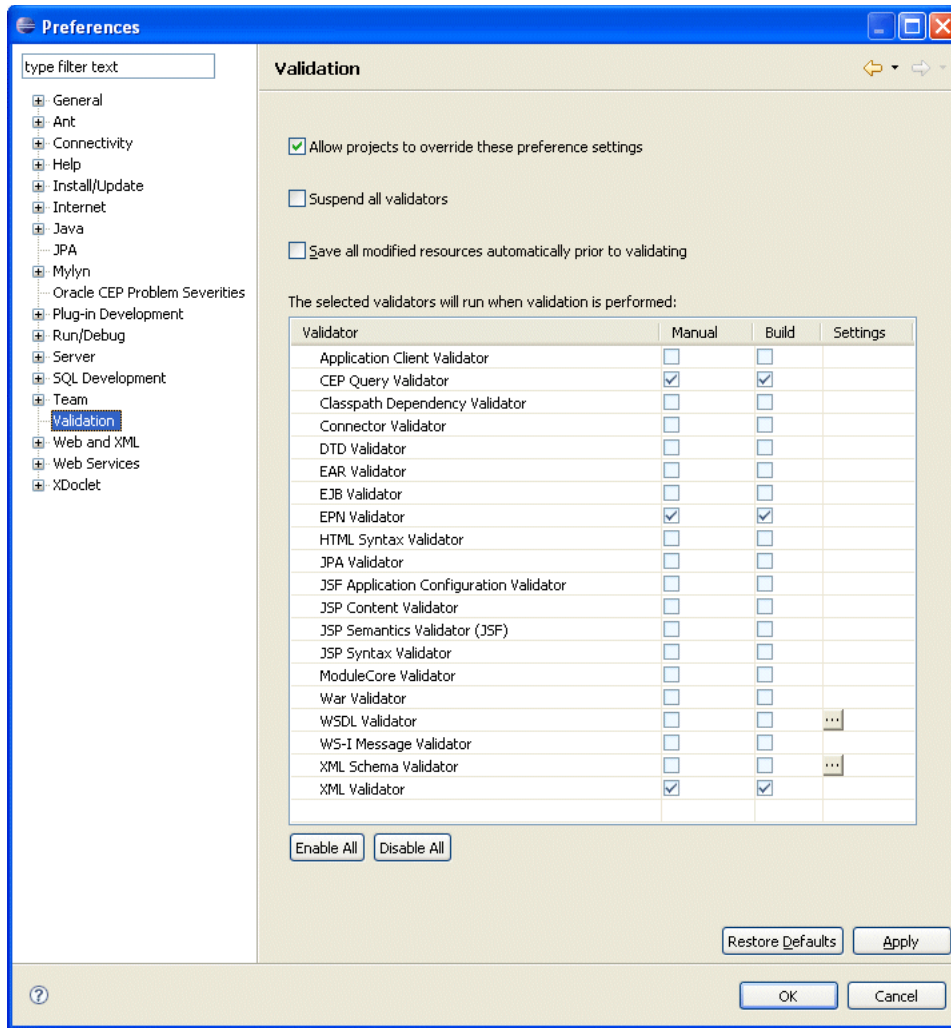 Preferences
type filter text
General
Ant
Connectivity
Help
Install/Update
Internet
Java
JPA
Mylyn
Oracle CEP Problem Severities
Plug-in Development
Run/Debug
Server
SQL Development
Team
Validation
Web and XML
Web Services
XDoclet
Validation
Allow projects to override these preference settings
Suspend all validators
Save all modified resources automatically prior to validating
The selected validators will run when validation is performed:
Validator Manual Build Settings
Application Client Validator
CEP Query Validator
Classpath Dependency Validator
Connector Validator
DTD Validator
EAR Validator
EJB Validator
EPN Validator
HTML Syntax Validator
JPA Validator
JSF Application Configuration Validator
JSP Content Validator
JSP Semantics Validator (JSF)
JSP Syntax Validator
ModuleCore Validator
War Validator
WSDL Validator ...
WS-I Message Validator
XML Schema Validator ...
XML Validator
Enable All Disable All
Restore Defaults Apply
? OK Cancel